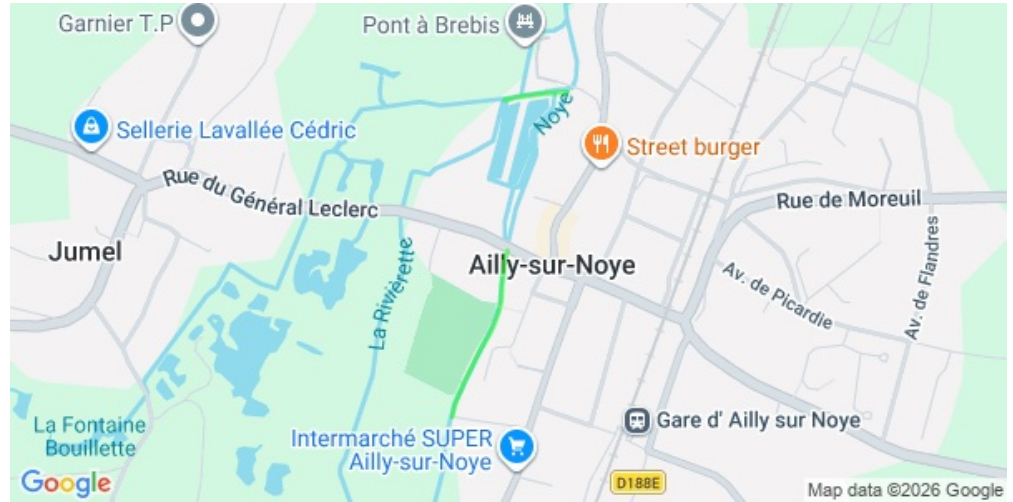 Garnier T.P
Pont à Brebis
Noye
Sellerie Lavallée Cédric
Street burger
Rue du Général Leclerc
Rue de Moreuil
Jumel
La Rivièrette
Ailly-sur-Noye
Av. de Picardie
Av. de Flandres
La Fontaine
Bouillette
Intermarché SUPER
Ailly-sur-Noye
Gare d' Ailly sur Noye
D188E
Google
Map data ©2026 Google